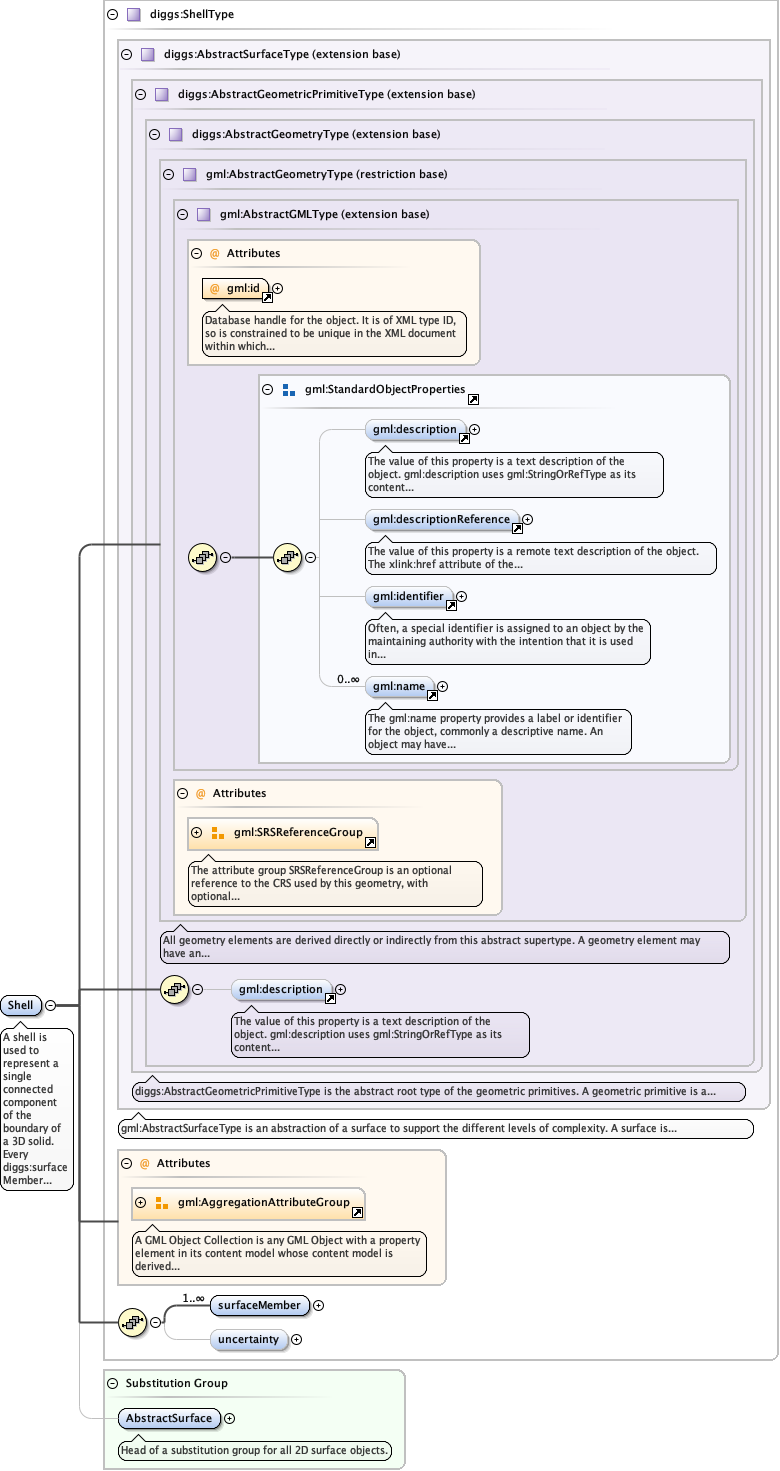 diggs:ShellType
diggs:AbstractSurfaceType (extension base)
diggs:AbstractGeometricPrimitiveType (extension base)
diggs:AbstractGeometryType (extension base)
gml:AbstractGeometryType (restriction base)
gml:AbstractGMLType (extension base)
@ Attributes
@ gml:id
Database handle for the object. It is of XML type ID,
so is constrained to be unique in the XML document
within which...
gml:StandardObjectProperties
gml:description
The value of this property is a text description of the
object. gml:description uses gml:StringOrRefType as its
content...
gml:descriptionReference
The value of this property is a remote text description of the object.
The xlink:href attribute of the...
gml:identifier
Often, a special identifier is assigned to an object by the
maintaining authority with the intention that it is used
in...
0..∞
gml:name
The gml:name property provides a label or identifier
for the object, commonly a descriptive name. An
object may have...
@ Attributes
gml:SRSReferenceGroup
The attribute group SRSReferenceGroup is an optional
reference to the CRS used by this geometry, with
optional...
All geometry elements are derived directly or indirectly from this abstract supertype. A geometry element may
have an...
gml:description
The value of this property is a text description of the
object. gml:description uses gml:StringOrRefType as its
content...
Shell
A shell is
used to
represent a
single
connected
component
of the
boundary of
a 3D solid.
Every
diggs:surface
Member...
diggs:AbstractGeometricPrimitiveType is the abstract root type of the geometric primitives. A geometric primitive is a...
gml:AbstractSurfaceType is an abstraction of a surface to support the different levels of complexity. A surface is...
@ Attributes
gml:AggregationAttributeGroup
A GML Object Collection is any GML Object with a property
element in its content model whose content model is
derived...
1..∞
surfaceMember
uncertainty
Substitution Group
AbstractSurface
Head of a substitution group for all 2D surface objects.